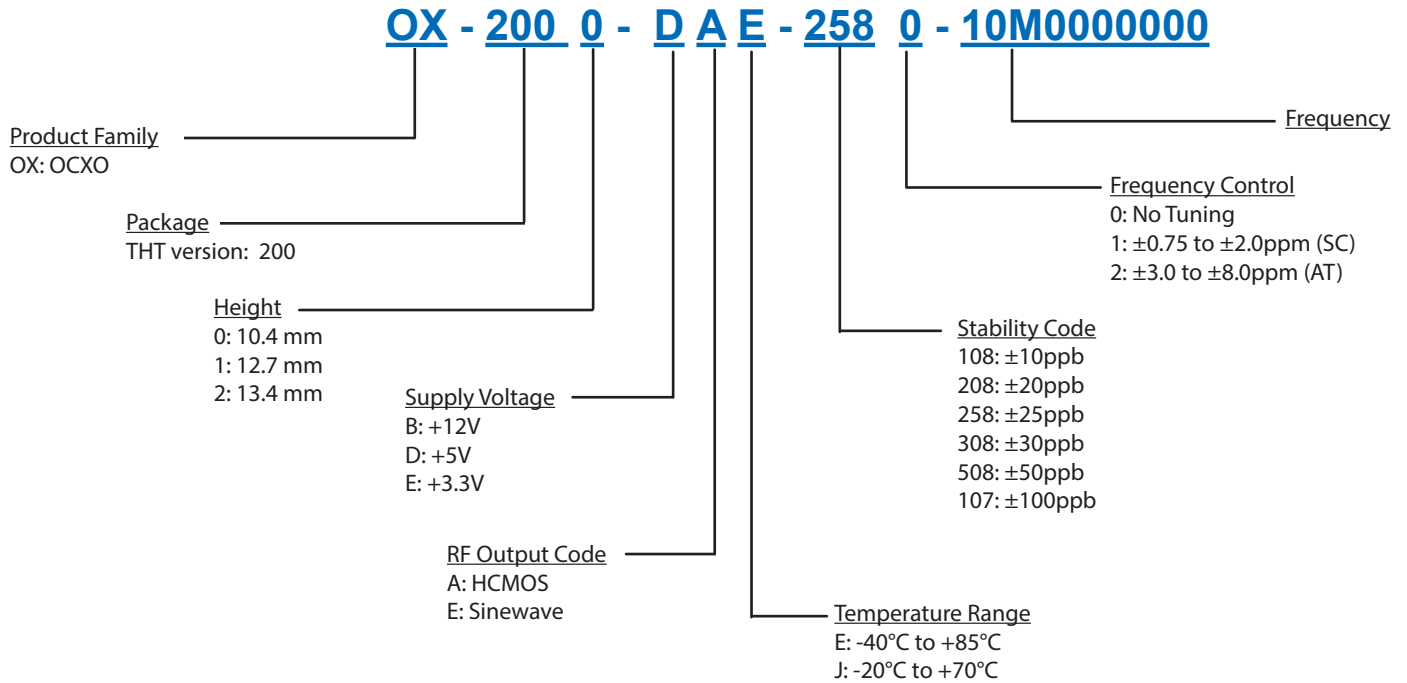 OX - 200 0 - D A E - 258 0 - 10M0000000
Product Family
OX: OCXO
Package
THT version: 200
Height
0: 10.4 mm
1: 12.7 mm
2: 13.4 mm
Supply Voltage
B: +12V
D: +5V
E: +3.3V
RF Output Code
A: HCMOS
E: Sinewave
Temperature Range
E: -40°C to +85°C
J: -20°C to +70°C
Stability Code
108: ±10ppb
208: ±20ppb
258: ±25ppb
308: ±30ppb
508: ±50ppb
107: ±100ppb
Frequency Control
0: No Tuning
1: ±0.75 to ±2.0ppm (SC)
2: ±3.0 to ±8.0ppm (AT)
Frequency